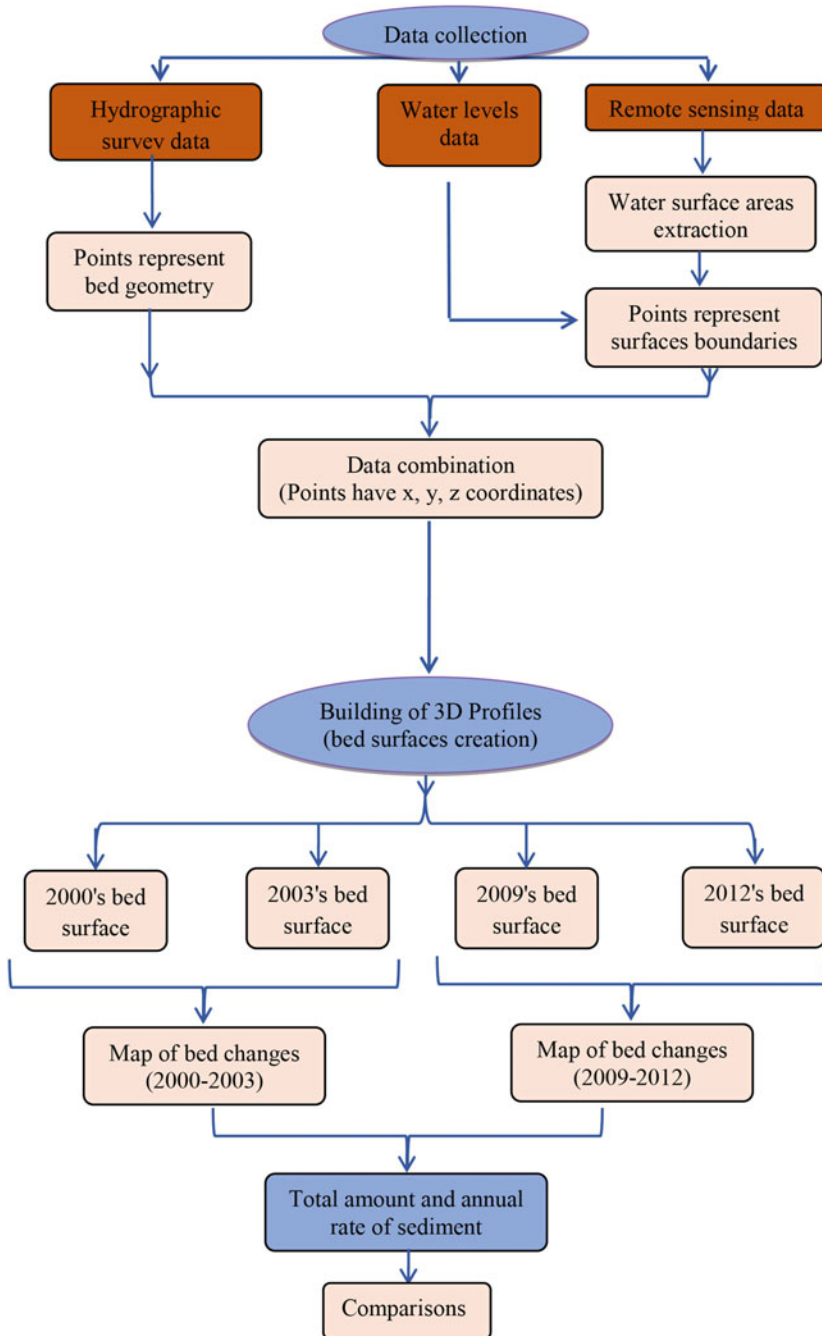 Data collection
Hydrographic
survey data
Water levels
data
Remote sensing data
Water surface areas
extraction
Points represent
bed geometry
Points represent
surfaces boundaries
Data combination
(Points have x, y, z coordinates)
Building of 3D Profiles
(bed surfaces creation)
2000's bed
surface
2003's bed
surface
2009's bed
surface
2012's bed
surface
Map of bed changes
(2000-2003)
Map of bed changes
(2009-2012)
Total amount and annual
rate of sediment
Comparisons